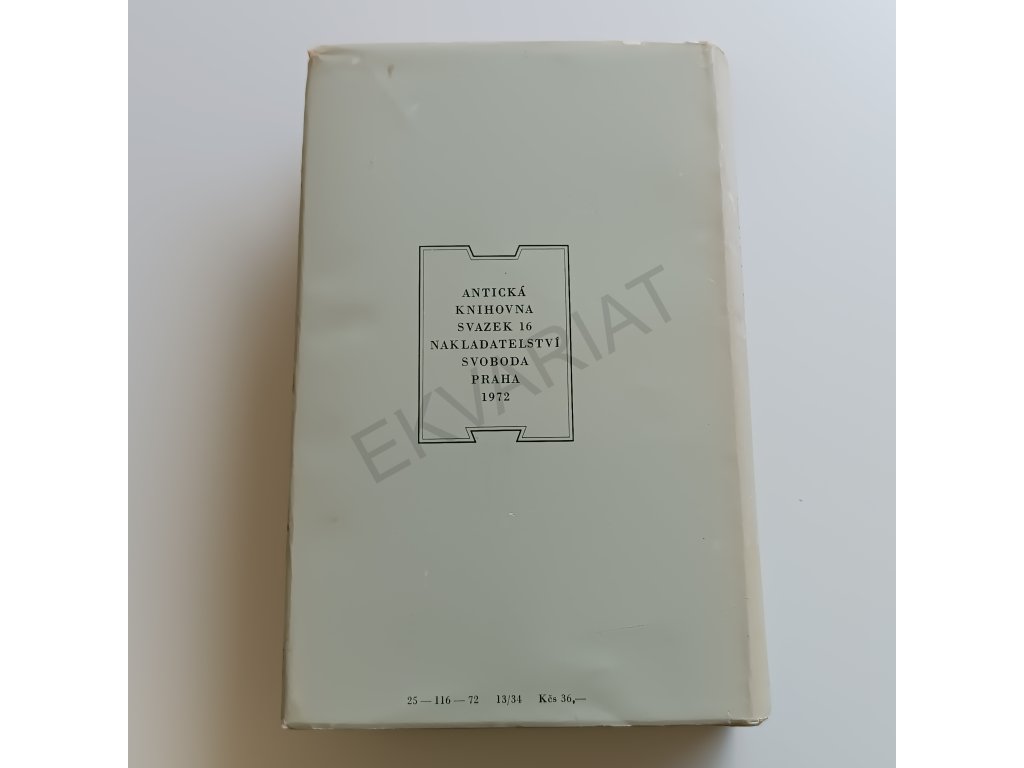 ANTICKÁ
KNIHOVNA
SVAZEK 16
NAKLADATELSTVÍ
SVOBODA
PRAHA
1972
EKVARIAT
25 — 116 — 72 13/34 Kčs 36,—